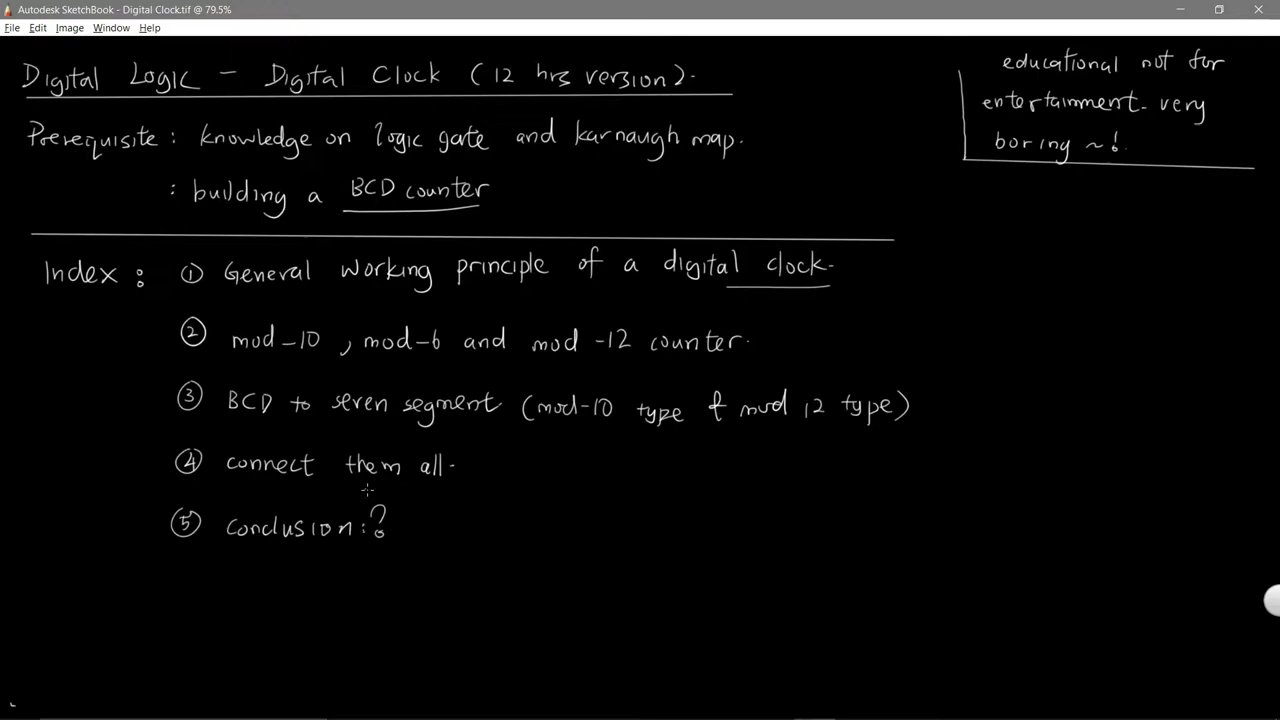 Autodesk SketchBook - Digital Clock.tif @ 79.5%
File Edit Image Window Help
Digital Logic - Digital Clock (12 hrs version).
Prerequisite : knowledge on logic gate and karnaugh map.
: building a BCD counter
educational not for
entertainment. very
boring ~!
Index : ① General working principle of a digital clock.
② mod-10, mod-6 and mod-12 counter.
③ BCD to seven segment (mod-10 type & mod 12 type)
④ connect them all.
⑤ conclusion:?